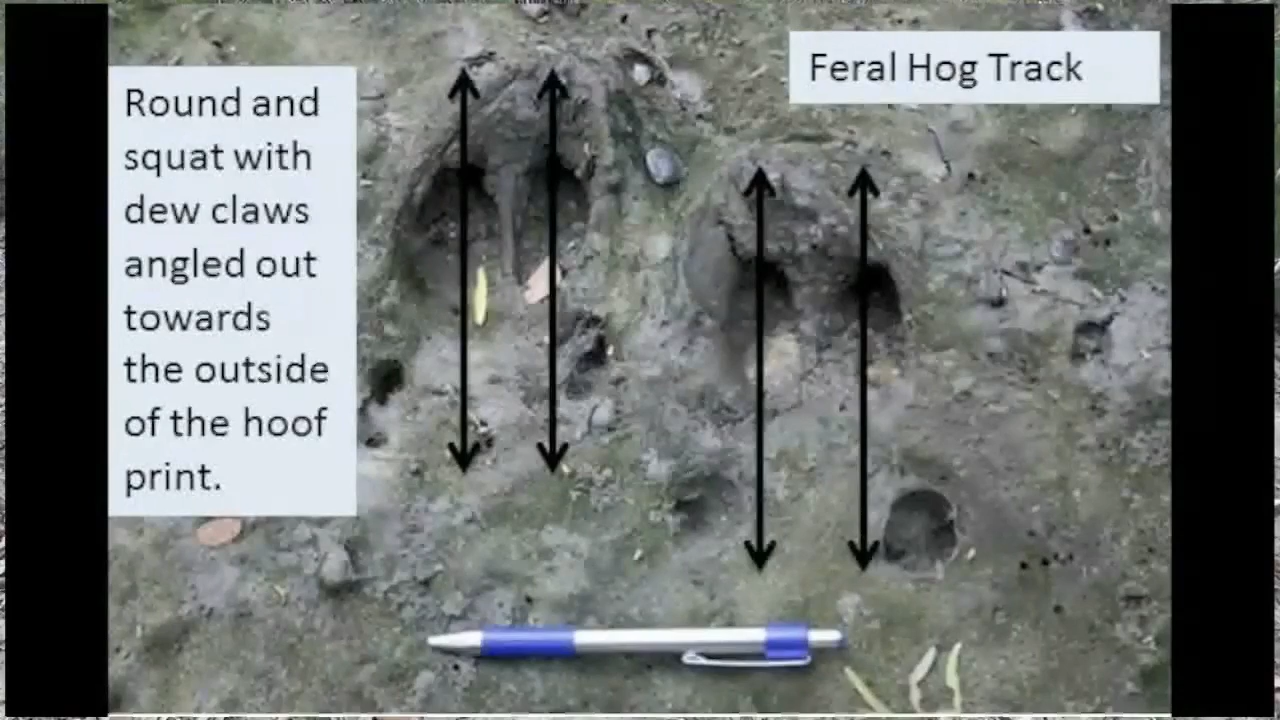 Feral Hog Track
Round and
squat with
dew claws
angled out
towards
the outside
of the hoof
print.